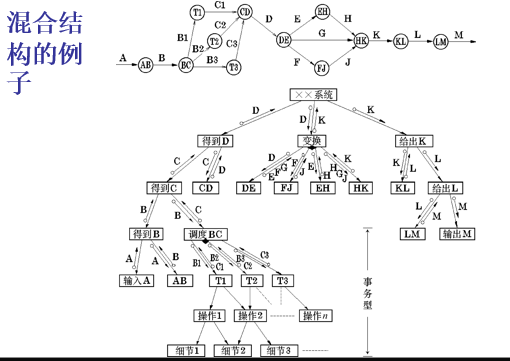 混合结
构的例
子
T1 C1 CD
B1 C2 D E EH H
A AB B BC B2 T2 C3 DE G HK K KL L LM M
B3 T3 F FJ J
××系统
D D K K
得到D 变换 给出K
C C D D E F G F J E H H G J K K L L
得到C CD DE FJ EH HK KL 给出L
B B C L M M
得到B 调度BC LM 输出M
A A B B1 C1 B2 C2 B3 C3
输入A AB T1 T2 T3
事务型
操作1 操作2 操作n
细节1 细节2 细节3